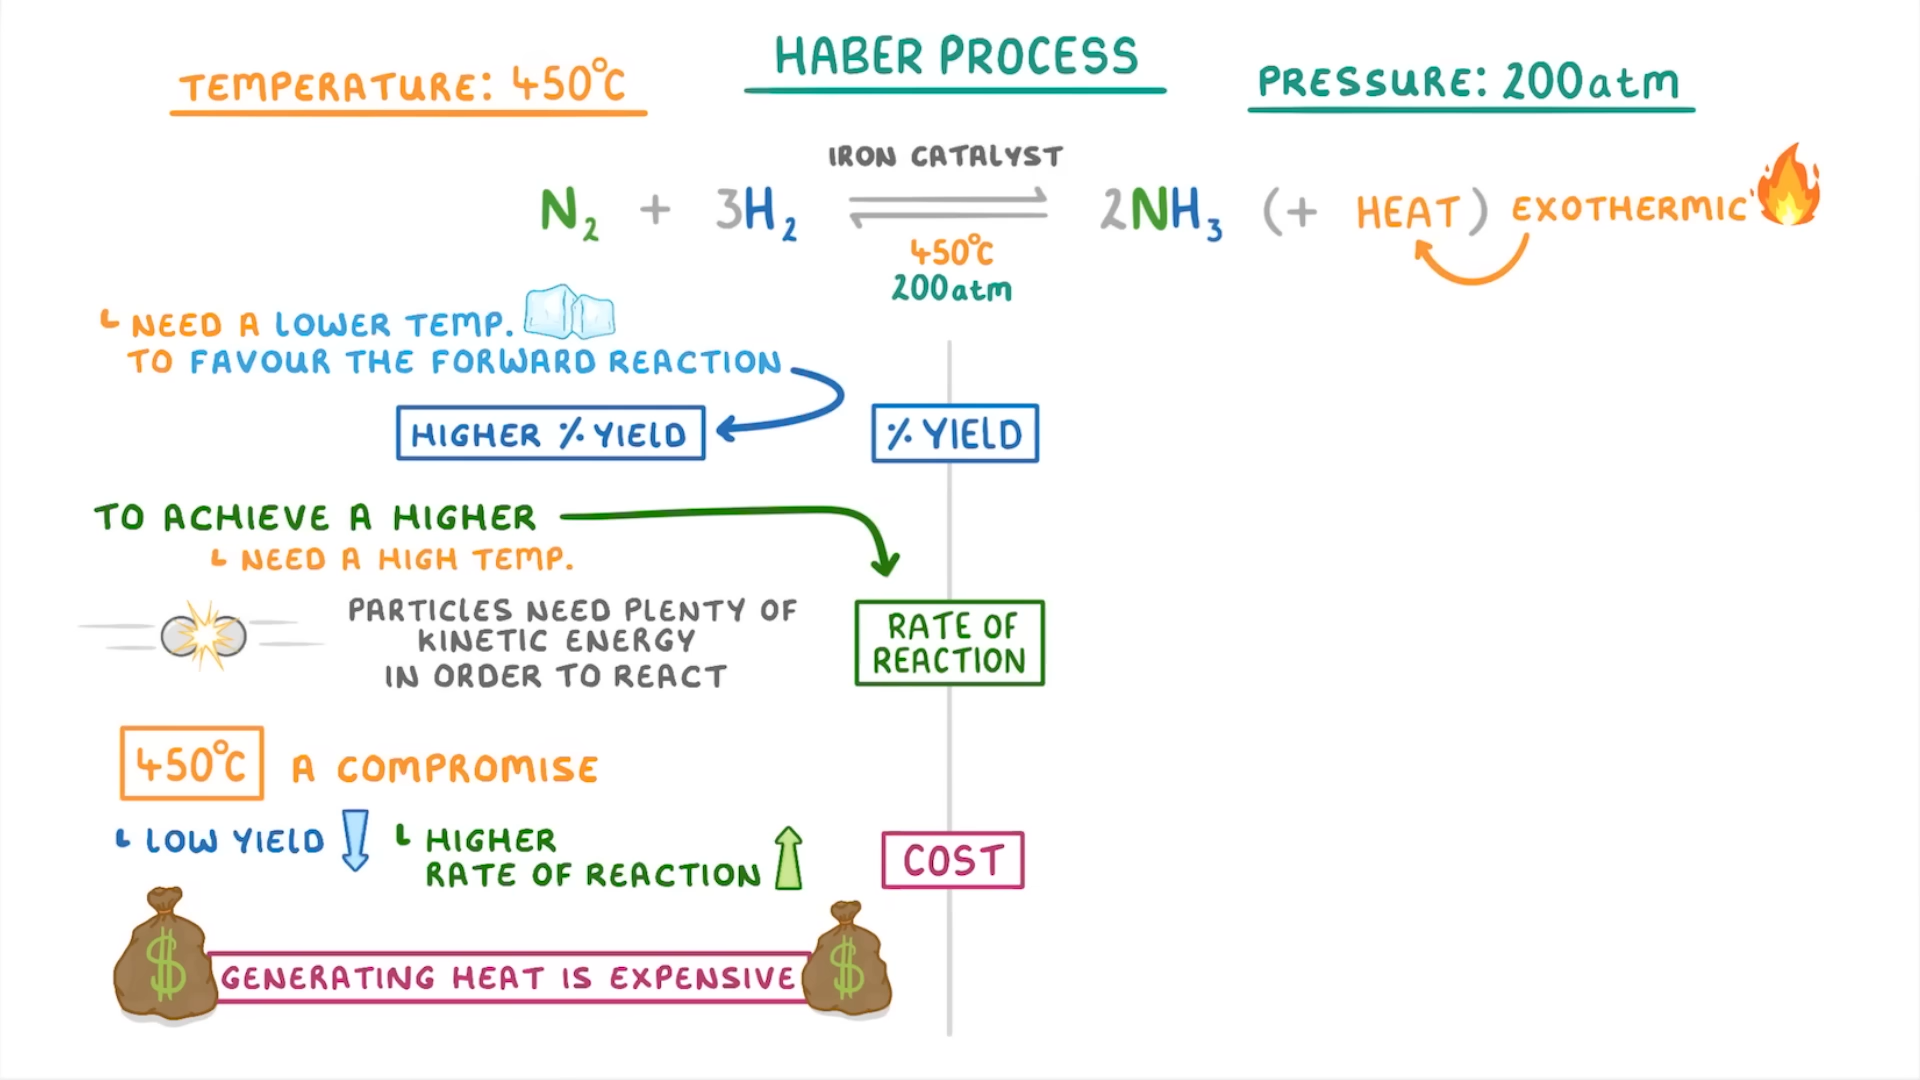 HABER PROCESS
TEMPERATURE: 450°C
PRESSURE: 200atm
IRON CATALYST
N₂ + 3H₂ ⇌ 2NH₃ (+ HEAT) EXOTHERMIC
450°C
200atm
└ NEED A LOWER TEMP.
TO FAVOUR THE FORWARD REACTION
HIGHER % YIELD
% YIELD
TO ACHIEVE A HIGHER
└ NEED A HIGH TEMP.
PARTICLES NEED PLENTY OF
KINETIC ENERGY
IN ORDER TO REACT
RATE OF
REACTION
450°C A COMPROMISE
└ LOW YIELD
└ HIGHER
RATE OF REACTION
COST
$ GENERATING HEAT IS EXPENSIVE $